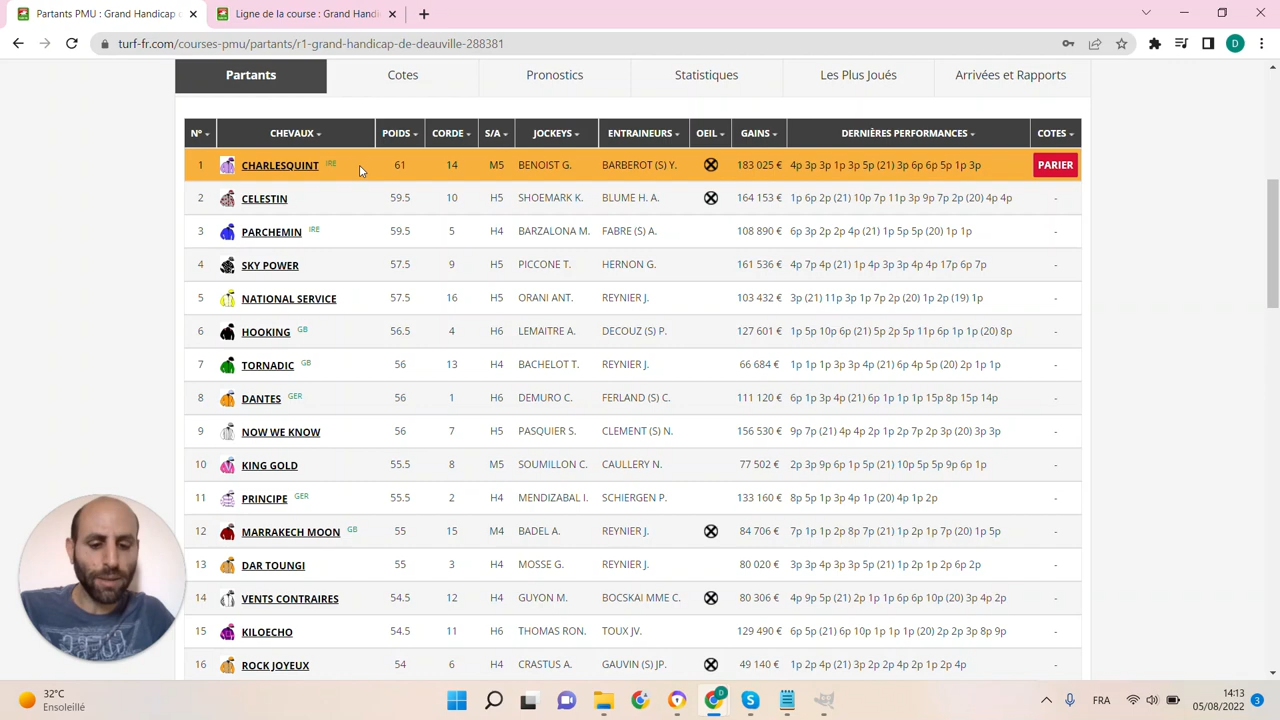 Partants PMU : Grand Handicap d
Ligne de la course : Grand Handi
turf-fr.com/courses-pmu/partants/r1-grand-handicap-de-deauville-288381
D
Partants Cotes Pronostics Statistiques Les Plus Joués Arrivées et Rapports
N° CHEVAUX POIDS CORDE S/A JOCKEYS ENTRAINEURS OEIL GAINS DERNIÈRES PERFORMANCES COTES
1 CHARLESQUINT IRE 61 14 M5 BENOIST G. BARBEROT (S) Y. 183 025 € 4p 3p 3p 1p 3p 5p (21) 3p 6p 6p 5p 1p 3p PARIER
2 CELESTIN 59.5 10 H5 SHOEMARK K. BLUME H. A. 164 153 € 1p 6p 2p (21) 10p 7p 11p 3p 9p 7p 2p (20) 4p 4p -
3 PARCHEMIN IRE 59.5 5 H4 BARZALONA M. FABRE (S) A. 108 890 € 6p 3p 2p 2p 4p (21) 1p 5p 5p (20) 1p 1p -
4 SKY POWER 57.5 9 H5 PICCONE T. HERNON G. 161 536 € 4p 7p 4p (21) 1p 4p 3p 3p 4p 4p 17p 6p 7p -
5 NATIONAL SERVICE 57.5 16 H5 ORANI ANT. REYNIER J. 103 432 € 3p (21) 11p 3p 1p 7p 2p (20) 1p 2p (19) 1p -
6 HOOKING GB 56.5 4 H6 LEMAITRE A. DECOUZ (S) P. 127 601 € 1p 5p 10p 6p (21) 5p 2p 5p 11p 6p 1p 1p (20) 8p -
7 TORNADIC GB 56 13 H4 BACHELOT T. REYNIER J. 66 684 € 1p 1p 1p 3p 3p (21) 6p 4p 5p (20) 2p 1p 1p -
8 DANTES GER 56 1 H6 DEMURO C. FERLAND (S) C. 111 120 € 6p 1p 3p 4p (21) 6p 1p 1p 1p 15p 8p 15p 14p -
9 NOW WE KNOW 56 7 H5 PASQUIER S. CLEMENT (S) N. 156 530 € 9p 7p (21) 4p 4p 2p 1p 2p 7p 2p 3p (20) 3p 3p -
10 KING GOLD 55.5 8 M5 SOUMILLON C. CAULLERY N. 77 502 € 2p 3p 9p 6p 1p 5p (21) 10p 5p 5p 9p 6p 1p -
11 PRINCIPE GER 55.5 2 H4 MENDIZABAL I. SCHIERGEN P. 133 160 € 8p 5p 1p 3p 4p 1p (20) 4p 1p 2p -
12 MARRAKECH MOON GB 55 15 M4 BADEL A. REYNIER J. 84 706 € 7p 1p 1p 2p 8p 7p (21) 1p 2p 1p 7p (20) 1p 5p -
13 DAR TOUNGI 55 3 H4 MOSSE G. REYNIER J. 80 020 € 3p 3p 4p 3p 3p 5p (21) 1p 2p 1p 2p 6p 2p -
14 VENTS CONTRAIRES 54.5 12 H4 GUYON M. BOCSKAI MME C. 80 306 € 4p 9p 5p (21) 2p 1p 1p 6p 6p 10p (20) 3p 4p 2p -
15 KILOECHO 54.5 11 H6 THOMAS RON. TOUX JV. 129 490 € 6p 5p (21) 6p 10p 1p 1p 1p (20) 2p 2p 3p 8p 9p -
16 ROCK JOYEUX 54 6 H4 CRASTUS A. GAUVIN (S) JP. 49 140 € 1p 2p 4p (21) 3p 2p 2p 4p 2p 1p 2p 4p -
32°C
Ensoleillé
D
S
FRA
14:13
05/08/2022
3